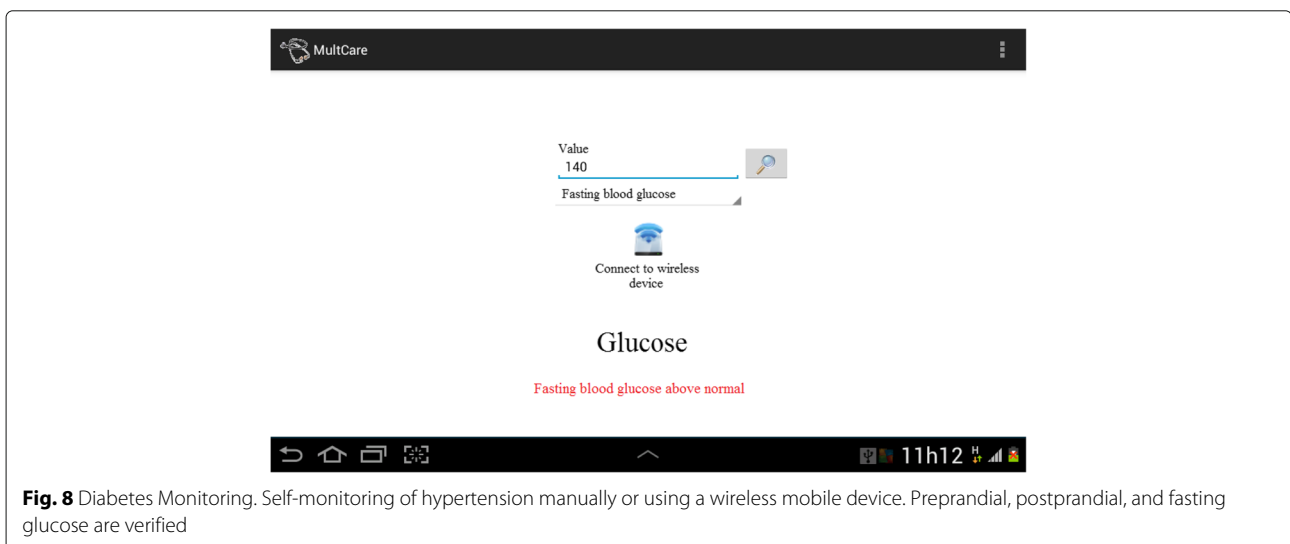 MultCare
Value
140
Fasting blood glucose
Connect to wireless
device
Glucose
Fasting blood glucose above normal
11h12 H
Fig. 8 Diabetes Monitoring. Self-monitoring of hypertension manually or using a wireless mobile device. Preprandial, postprandial, and fasting
glucose are verified